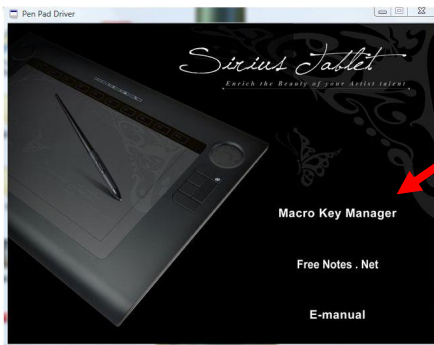 Pen Pad Driver
Sirius Tablet
Enrich the Beauty of your Artist talent
Macro Key Manager
Free Notes . Net
E-manual